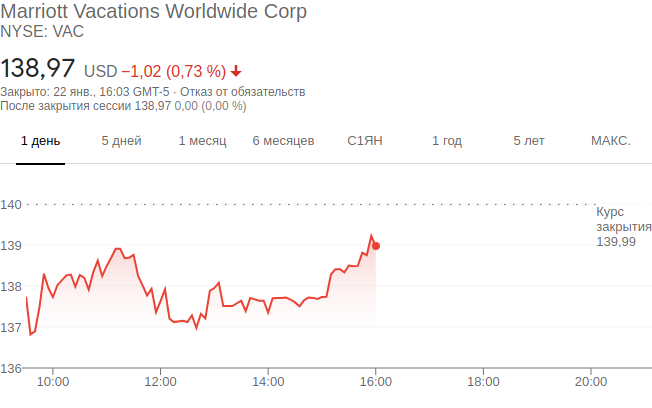 Marriott Vacations Worldwide Corp
NYSE: VAC
138,97 USD −1,02 (0,73 %)
Закрыто: 22 янв., 16:03 GMT-5 · Отказ от обязательств
После закрытия сессии 138,97 0,00 (0,00 %)
1 день 5 дней 1 месяц 6 месяцев С1ЯН 1 год 5 лет МАКС.
140
Курс
закрытия
139,99
139
138
137
136
10:00 12:00 14:00 16:00 18:00 20:00